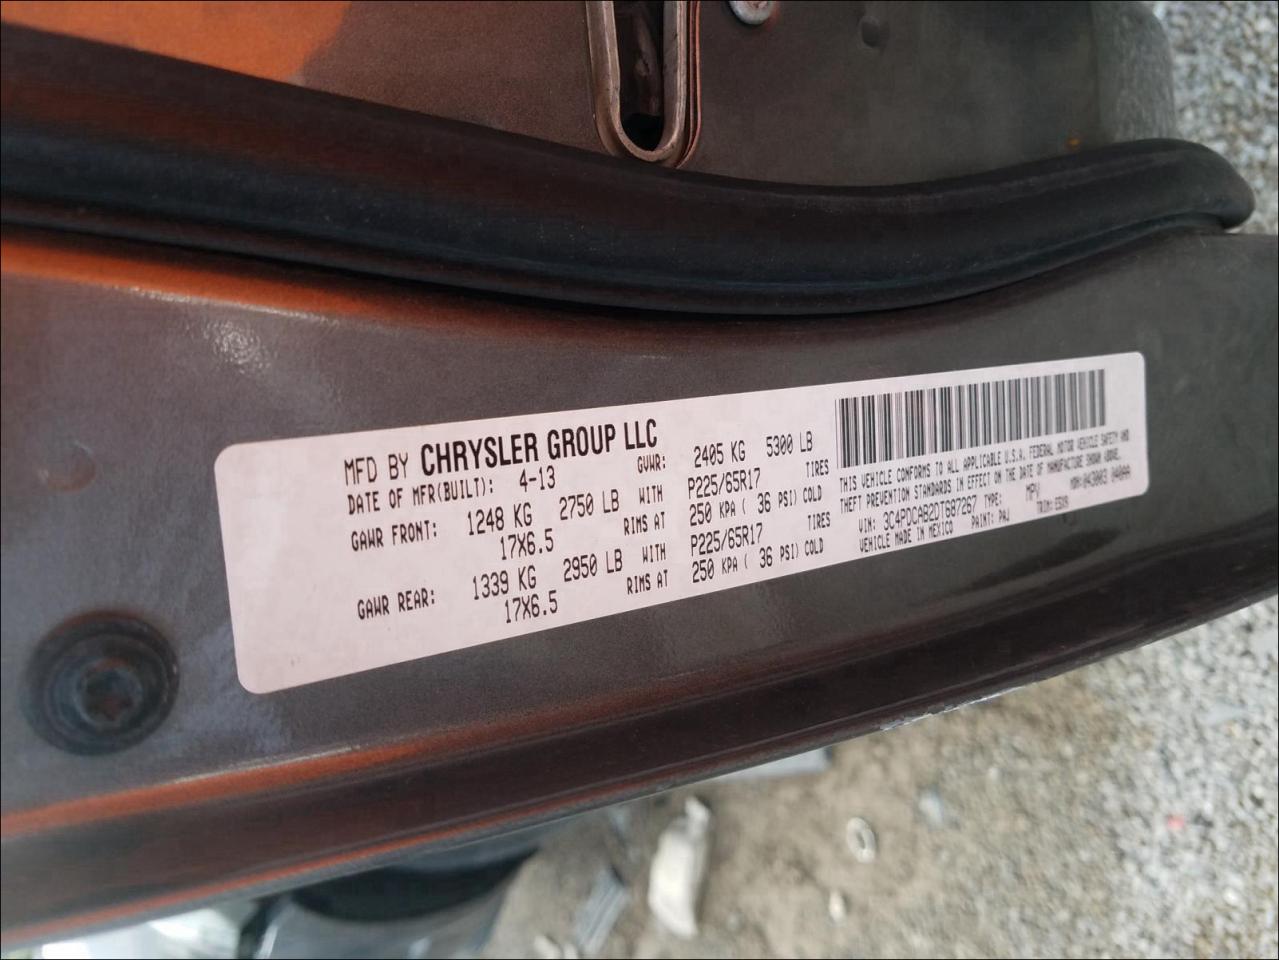 MFD BY CHRYSLER GROUP LLC
DATE OF MFR(BUILT): 4-13 GVWR: 2405 KG 5300 LB
GAWR FRONT: 1248 KG 2750 LB WITH P225/65R17 TIRES
17X6.5 RIMS AT 250 KPA ( 36 PSI) COLD
GAWR REAR: 1339 KG 2950 LB WITH P225/65R17 TIRES
17X6.5 RIMS AT 250 KPA ( 36 PSI) COLD
THIS VEHICLE CONFORMS TO ALL APPLICABLE U.S.A. FEDERAL MOTOR VEHICLE SAFETY AND
THEFT PREVENTION STANDARDS IN EFFECT ON THE DATE OF MANUFACTURE SHOWN ABOVE.
VIN: 3C4PDCAB2DT687267 TYPE: MPV MDH:043003 040AA
VEHICLE MADE IN MEXICO PAINT: PAJ TRIM: